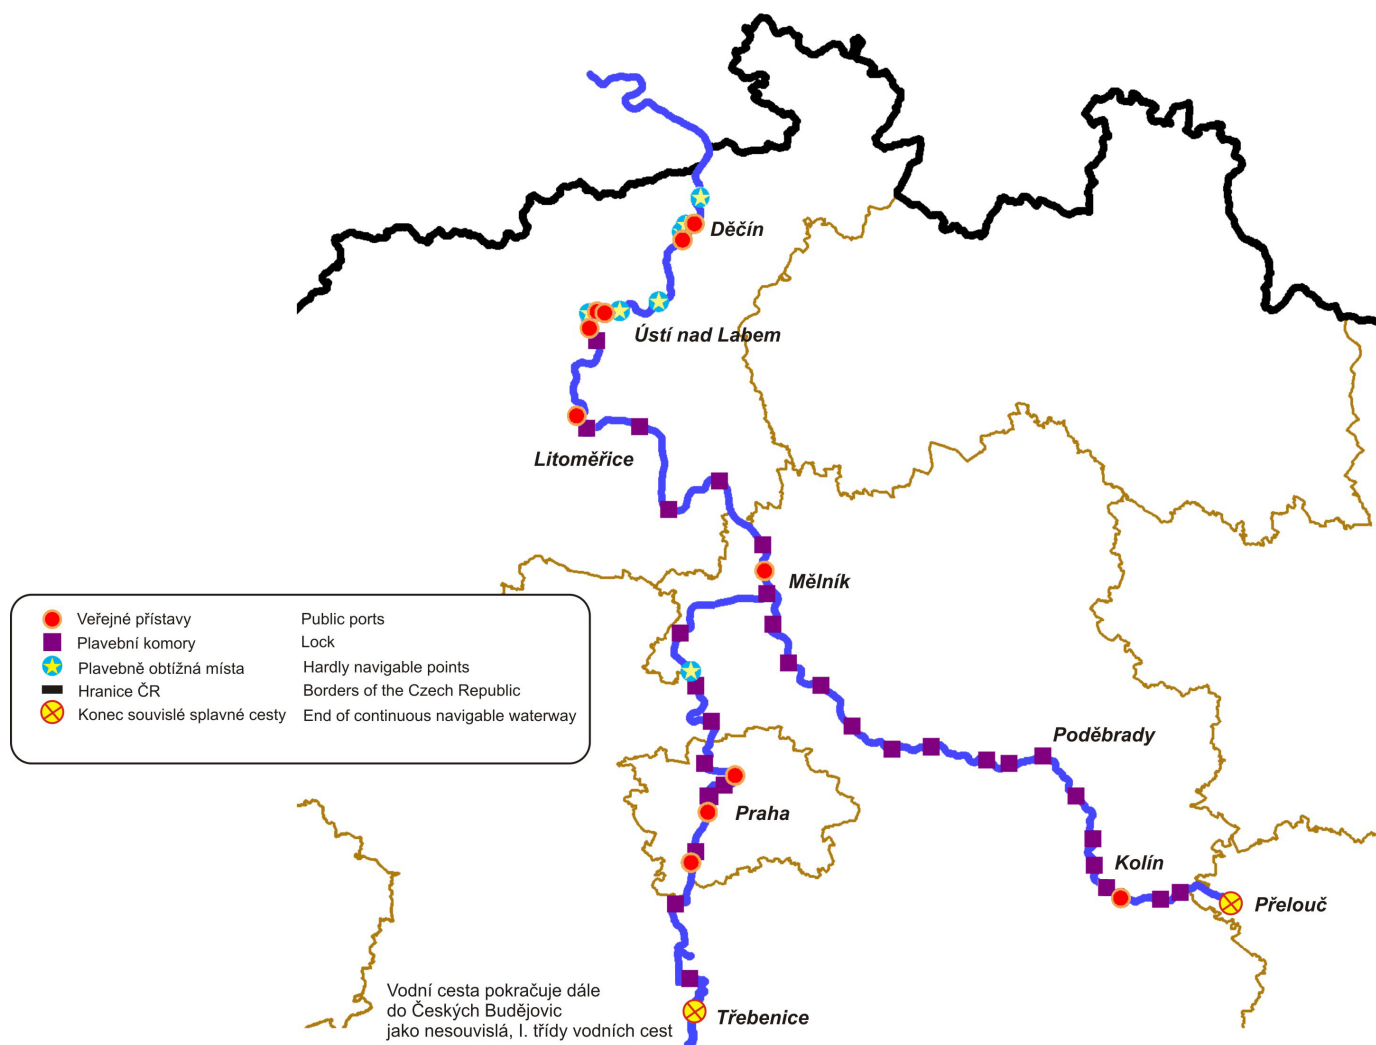 Děčín
Ústí nad Labem
Litoměřice
Mělník
Veřejné přístavy Public ports
Plavební komory Lock
Plavebně obtížná místa Hardly navigable points
Hranice ČR Borders of the Czech Republic
Konec souvislé splavné cesty End of continuous navigable waterway
Poděbrady
Praha
Kolín
Přelouč
Vodní cesta pokračuje dále
do Českých Budějovic
jako nesouvislá, I. třídy vodních cest
Třebenice